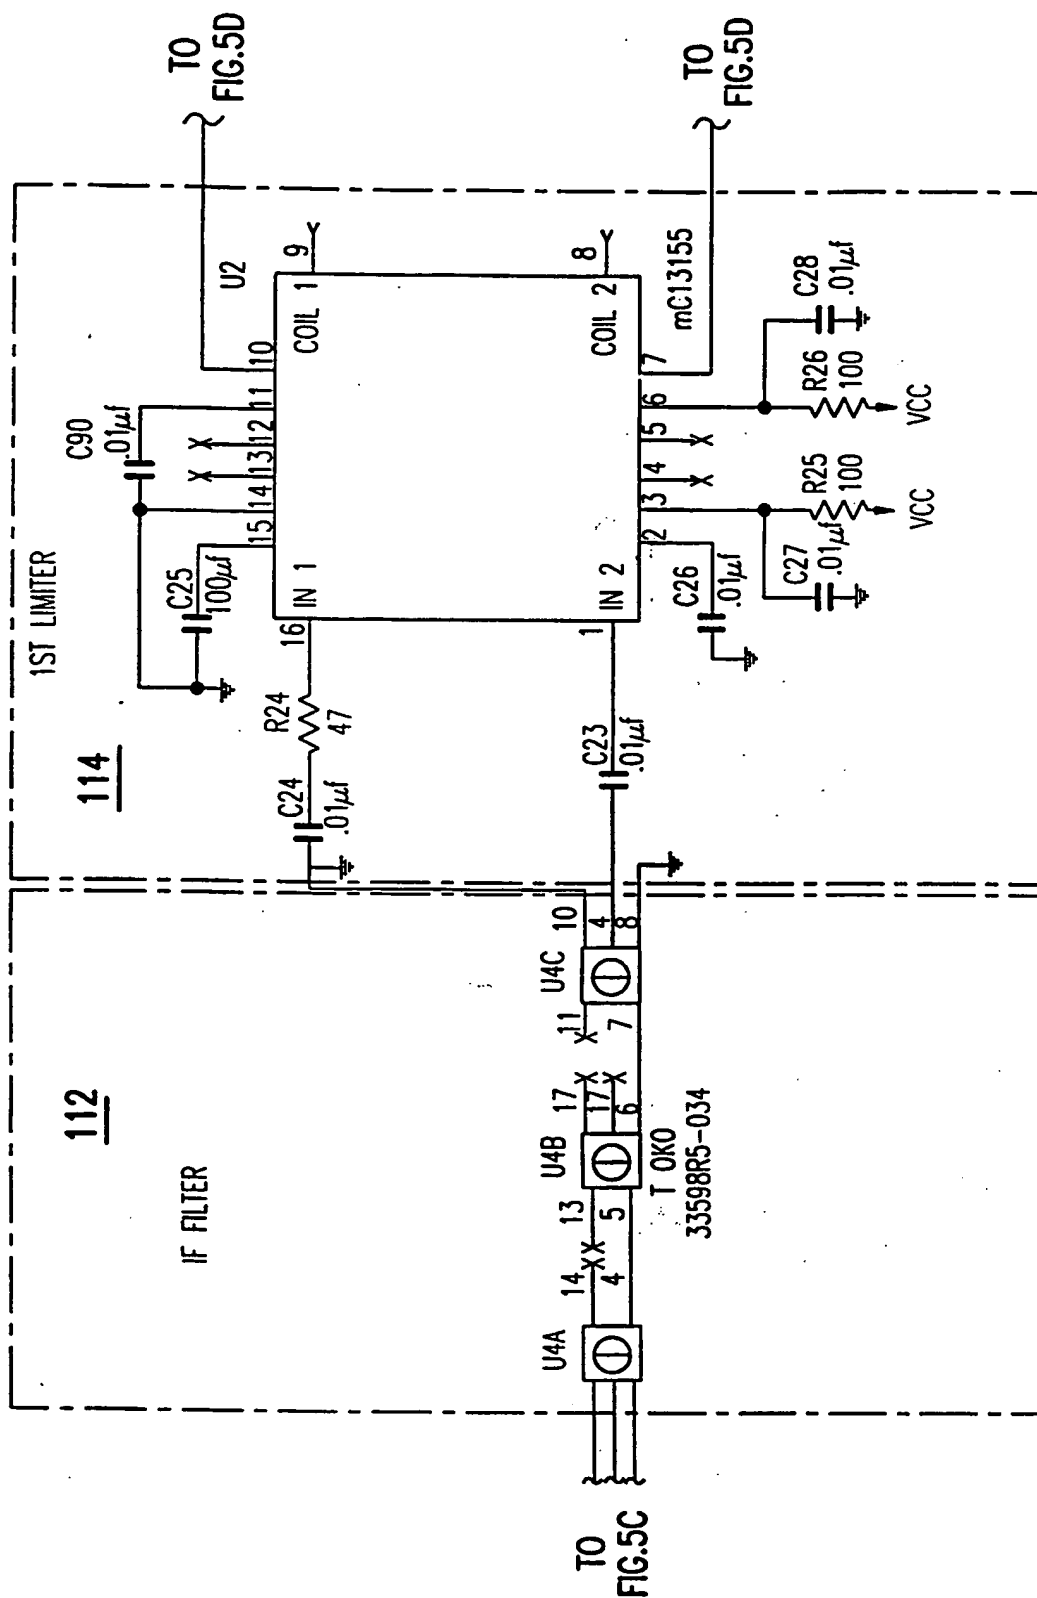 TO
FIG.5C
112
IF FILTER
U4A
14
4
13
5
U4B
17
17
6
T OKO
33598R5-034
11
7
U4C
10
4
8
114
1ST LIMITER
C24
.01µf
R24
47
16
C23
.01µf
1
IN 1
IN 2
C25
100µf
15
14
13
12
11
10
C90
.01µf
U2
COIL 1
9
COIL 2
8
mC13155
2
3
4
5
6
7
C26
.01µf
C27
.01µf
R25
100
VCC
R26
100
VCC
C28
.01µf
TO
FIG.5D
TO
FIG.5D